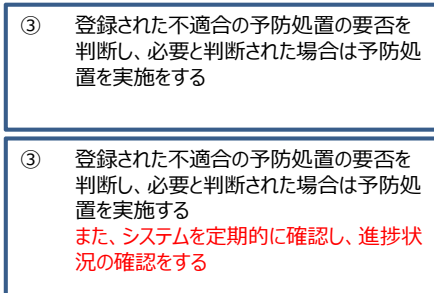 ③ 登録された不適合の予防処置の要否を
判断し、必要と判断された場合は予防処
置を実施をする
③ 登録された不適合の予防処置の要否を
判断し、必要と判断された場合は予防処
置を実施する
また、システムを定期的に確認し、進捗状
況の確認をする